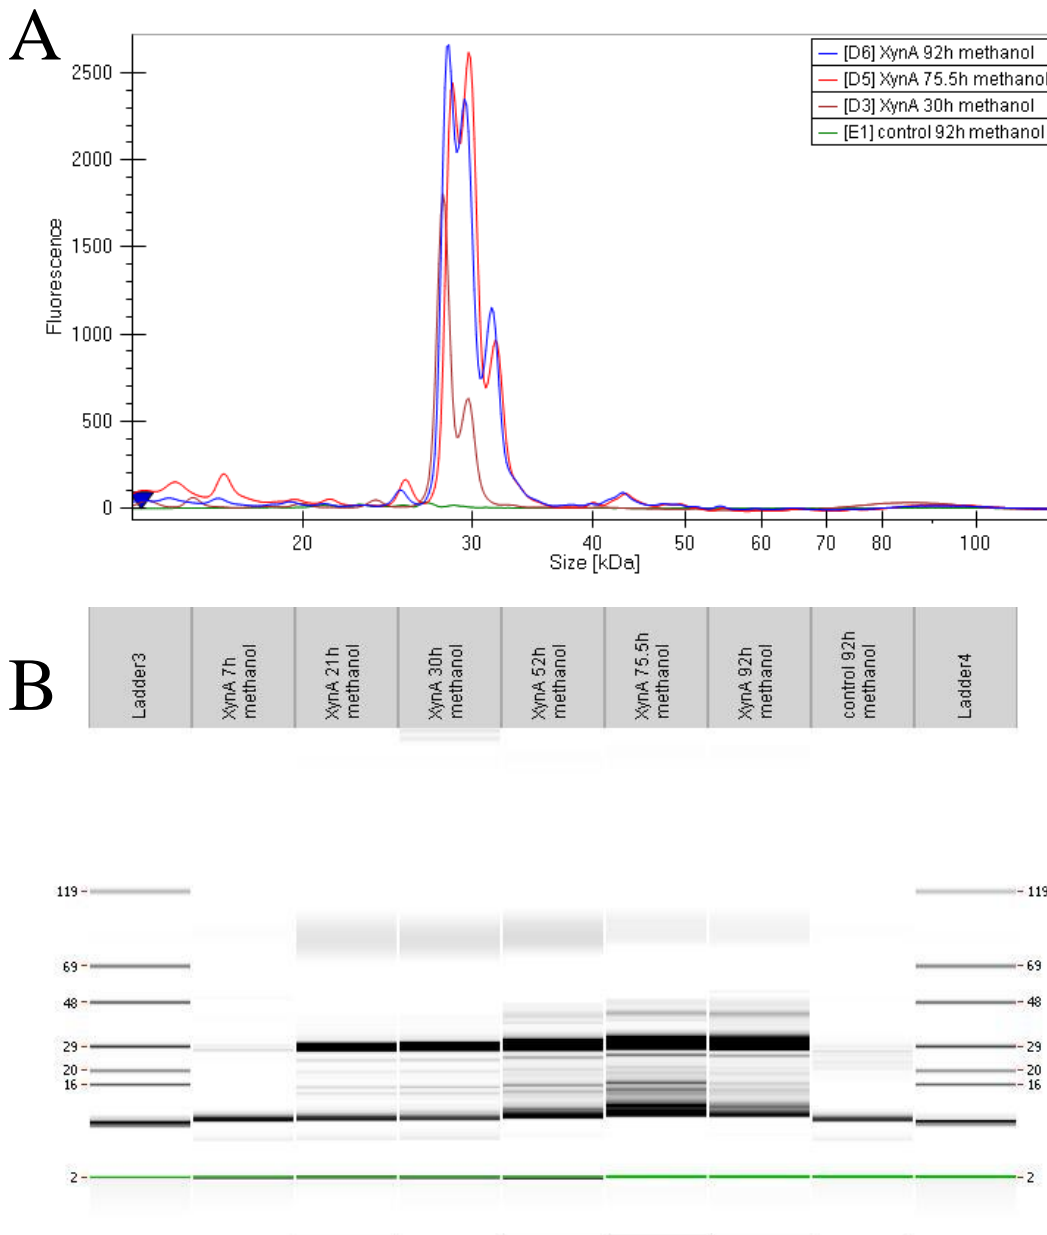 A
Fluorescence
2500
2000
1500
1000
500
0
[D6] XynA 92h methanol
[D5] XynA 75.5h methanol
[D3] XynA 30h methanol
[E1] control 92h methanol
20
30
40
50
60
70
80
100
Size [kDa]
B
Ladder3
XynA 7h
methanol
XynA 21h
methanol
XynA 30h
methanol
XynA 52h
methanol
XynA 75.5h
methanol
XynA 92h
methanol
control 92h
methanol
Ladder4
119
119
69
69
48
48
29
29
20
20
16
16
2
2